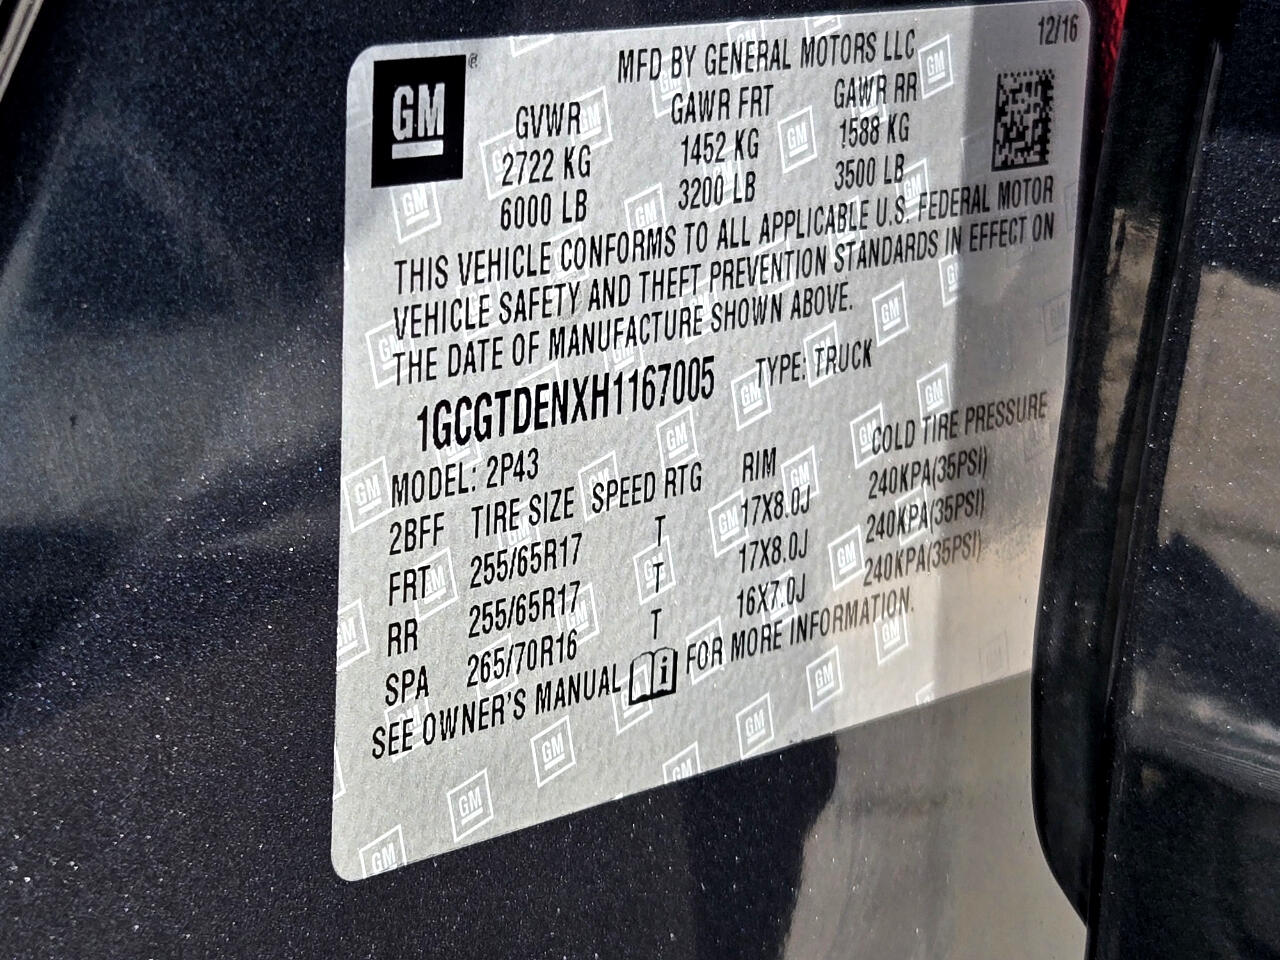 12/16
GM®
MFD BY GENERAL MOTORS LLC
GVWR GAWR FRT GAWR RR
2722 KG 1452 KG 1588 KG
6000 LB 3200 LB 3500 LB
THIS VEHICLE CONFORMS TO ALL APPLICABLE U.S. FEDERAL MOTOR
VEHICLE SAFETY AND THEFT PREVENTION STANDARDS IN EFFECT ON
THE DATE OF MANUFACTURE SHOWN ABOVE.
1GCGTDENXH1167005 TYPE: TRUCK
MODEL: 2P43
2BFF TIRE SIZE SPEED RTG RIM COLD TIRE PRESSURE
FRT 255/65R17 T 17X8.0J 240KPA(35PSI)
RR 255/65R17 T 17X8.0J 240KPA(35PSI)
SPA 265/70R16 T 16X7.0J 240KPA(35PSI)
SEE OWNER'S MANUAL i FOR MORE INFORMATION.